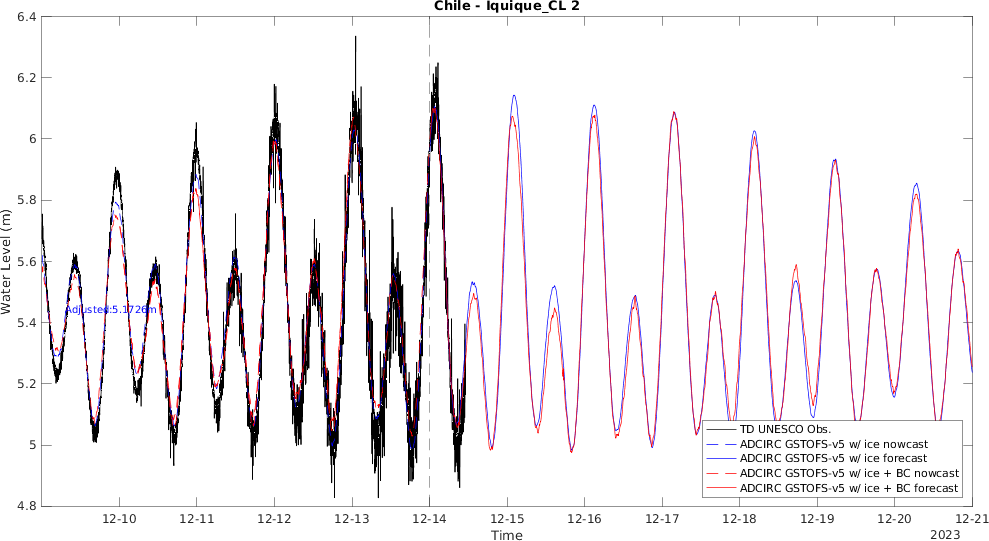 Chile - Iquique_CL 2
6.4
6.2
6
5.8
5.6
5.4
5.2
5
4.8
Water Level (m)
Adjusted:5.1726m
TD UNESCO Obs.
ADCIRC GSTOFS-v5 w/ ice nowcast
ADCIRC GSTOFS-v5 w/ ice forecast
ADCIRC GSTOFS-v5 w/ ice + BC nowcast
ADCIRC GSTOFS-v5 w/ ice + BC forecast
12-10 12-11 12-12 12-13 12-14 12-15 12-16 12-17 12-18 12-19 12-20 12-21
Time
2023